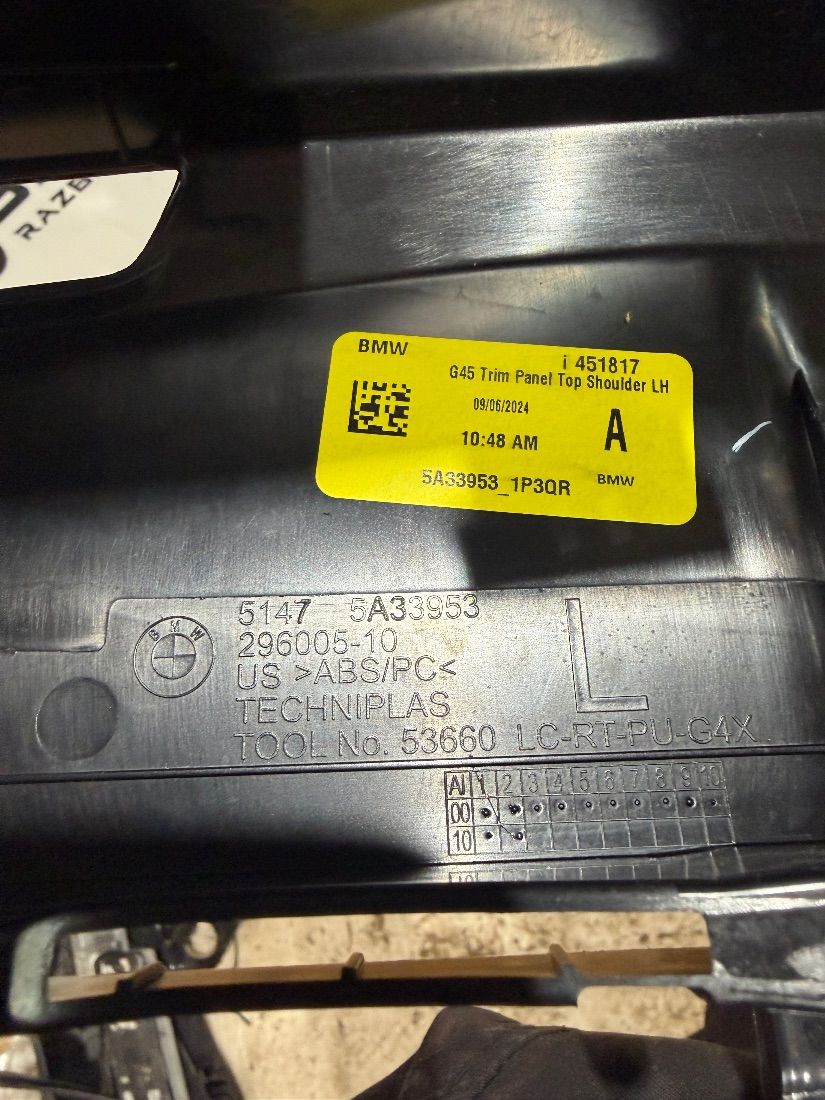 RAZB
BMW
i 451817
G45 Trim Panel Top Shoulder LH
09/06/2024
A
10:48 AM
5A33953_1P3QR
BMW
BMW
5147 5A33953
296005-10
US >ABS/PC<
TECHNIPLAS
TOOL No. 53660 LC-RT-PU-G4X
L
AJ 1 2 3 4 5 6 7 8 9 10
00
10